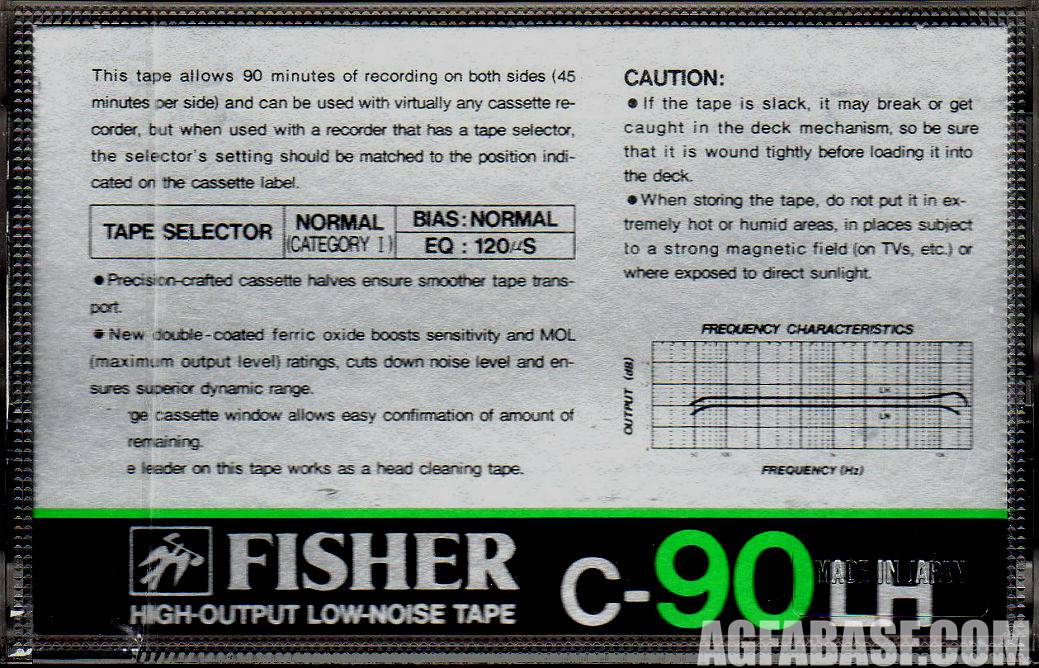 This tape allows 90 minutes of recording on both sides (45
minutes per side) and can be used with virtually any cassette re-
corder, but when used with a recorder that has a tape selector,
the selector's setting should be matched to the position indi-
cated on the cassette label.
TAPE SELECTOR
NORMAL
(CATEGORY I)
BIAS : NORMAL
EQ : 120μS
● Precision-crafted cassette halves ensure smoother tape trans-
port.
● New double-coated ferric oxide boosts sensitivity and MOL
(maximum output level) ratings, cuts down noise level and en-
sures superior dynamic range.
ge cassette window allows easy confirmation of amount of
remaining.
e leader on this tape works as a head cleaning tape.
CAUTION:
● If the tape is slack, it may break or get
caught in the deck mechanism, so be sure
that it is wound tightly before loading it into
the deck.
● When storing the tape, do not put it in ex-
tremely hot or humid areas, in places subject
to a strong magnetic field (on TVs, etc.) or
where exposed to direct sunlight.
FREQUENCY CHARACTERISTICS
OUTPUT (dB)
FREQUENCY (Hz)
FISHER
HIGH-OUTPUT LOW-NOISE TAPE
C-90 LH
MADE IN JAPAN
AGFABASF.COM